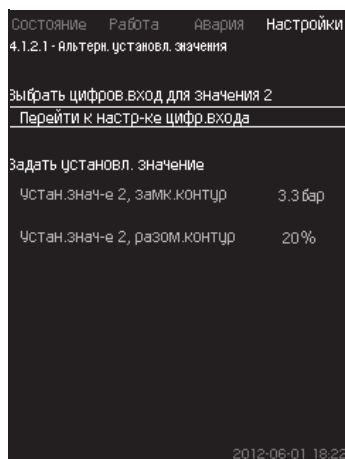 Состояние Работа Авария Настройки
4.1.2.1 - Альтерн. установл. значения
Выбрать цифров.вход для значения 2
Перейти к настр-ке цифр.входа
Задать установл. значение
Устан.знач-е 2, замк.контур 3.3 бар
Устан.знач-е 2, разом.контур 20%
2012-06-01 18:22